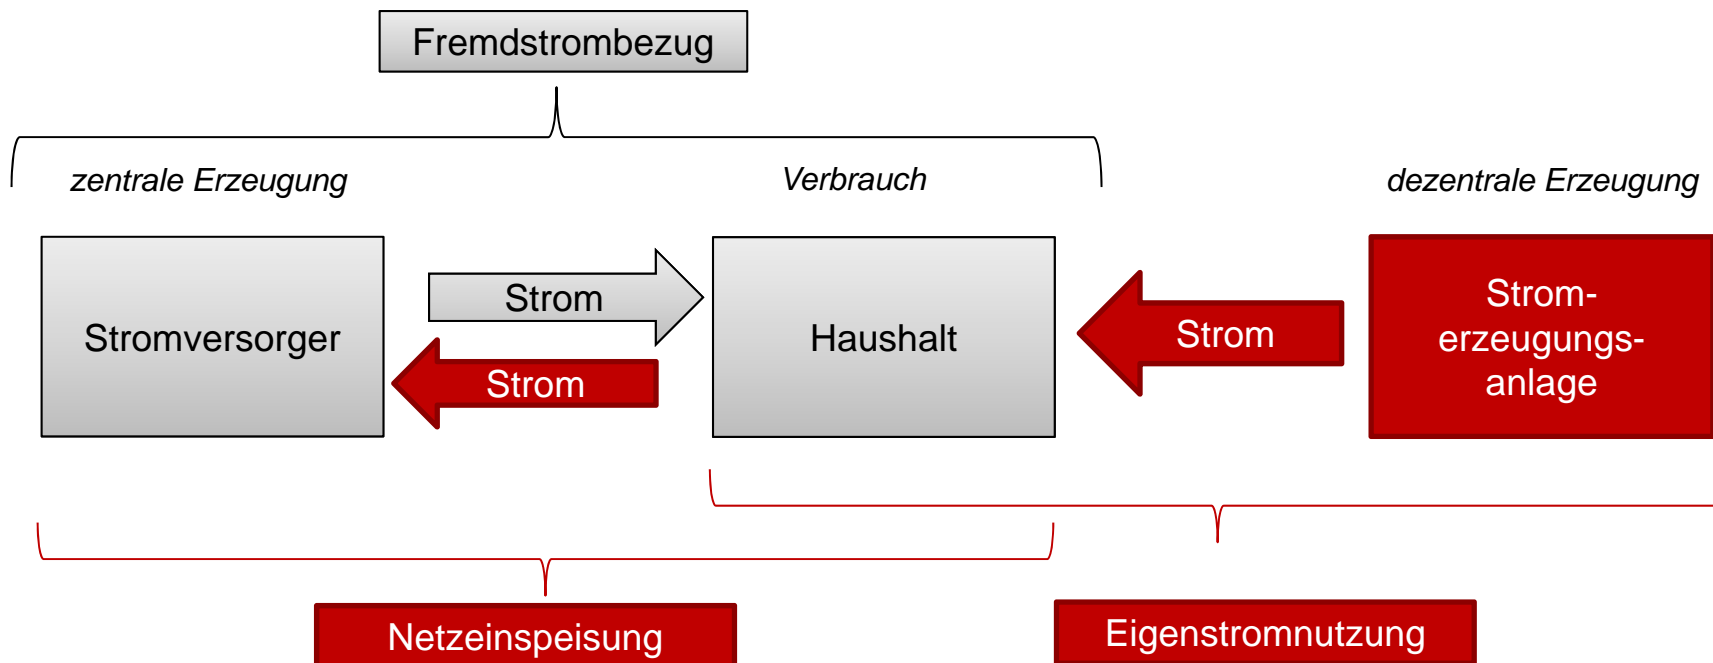 Fremdstrombezug
zentrale Erzeugung
Verbrauch
dezentrale Erzeugung
Stromversorger
Strom
Strom
Haushalt
Strom
Strom-
erzeugungs-
anlage
Netzeinspeisung
Eigenstromnutzung